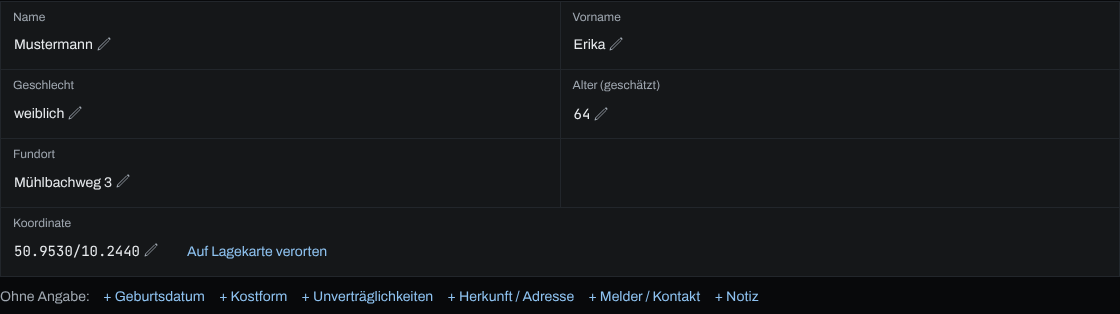 Name Vorname
Mustermann Erika
Geschlecht Alter (geschätzt)
weiblich 64
Fundort
Mühlbachweg 3
Koordinate
50.9530/10.2440 Auf Lagekarte verorten
Ohne Angabe: + Geburtsdatum + Kostform + Unverträglichkeiten + Herkunft / Adresse + Melder / Kontakt + Notiz